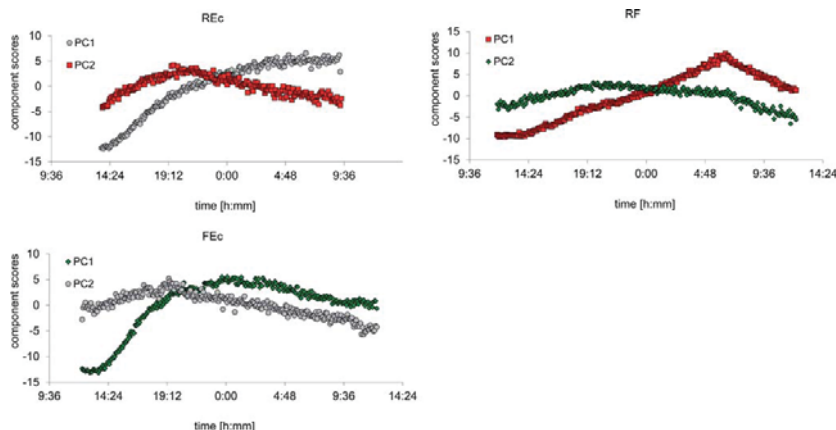 REc
component scores
10
5
0
-5
-10
-15
PC1
PC2
9:36 14:24 19:12 0:00 4:48 9:36
time [h:mm]
RF
component scores
15
10
5
0
-5
-10
-15
PC1
PC2
9:36 14:24 19:12 0:00 4:48 9:36 14:24
time [h:mm]
FEc
component scores
10
5
0
-5
-10
-15
PC1
PC2
9:36 14:24 19:12 0:00 4:48 9:36 14:24
time [h:mm]